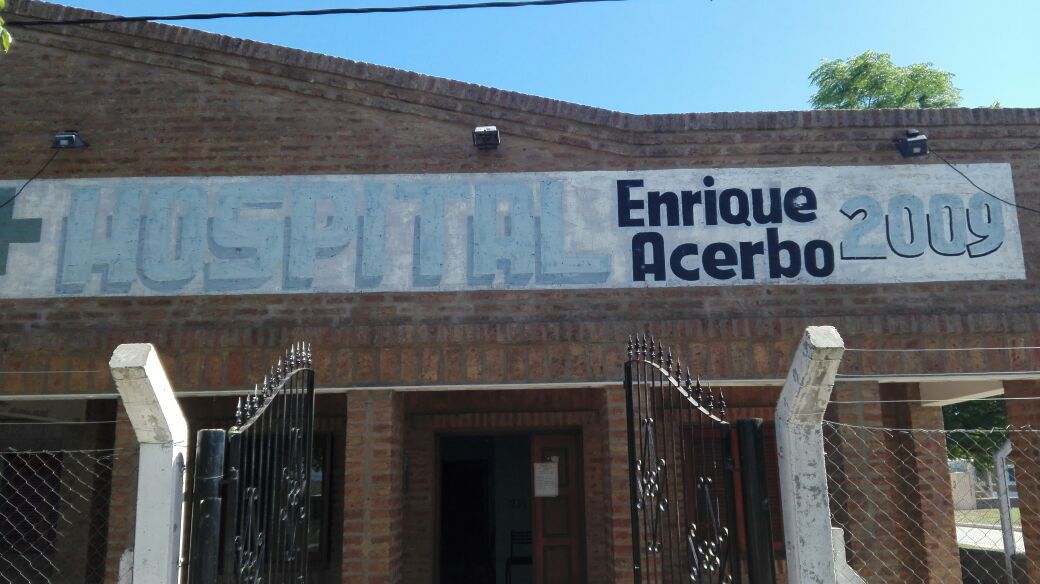 HOSPITAL
Enrique
Acerbo
2009